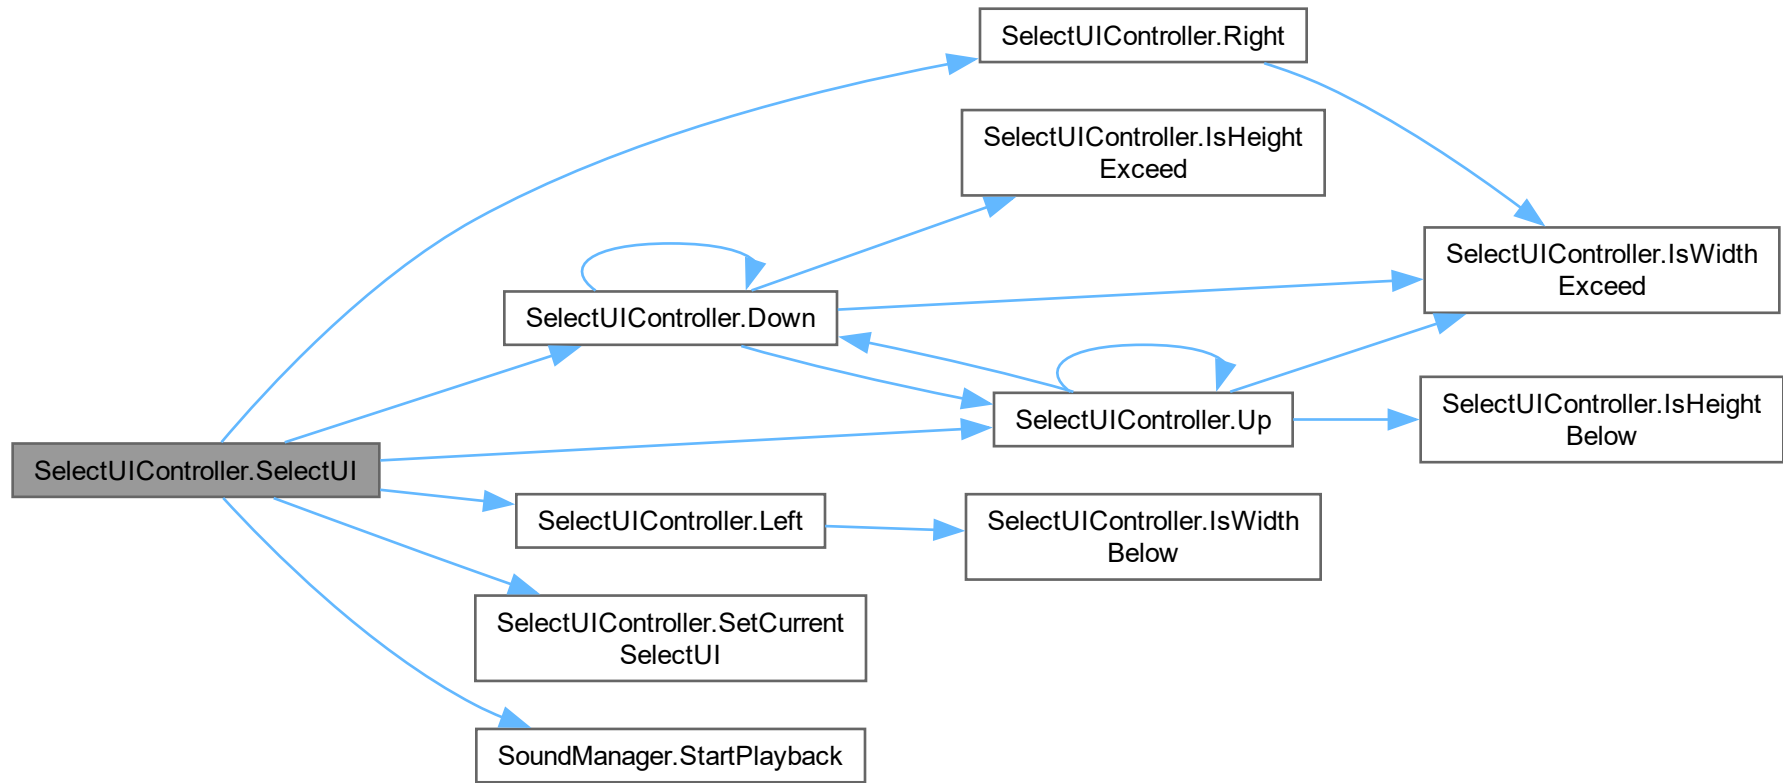 SelectUIController.Right
SelectUIController.IsHeight
Exceed
SelectUIController.IsWidth
Exceed
SelectUIController.Down
SelectUIController.Up
SelectUIController.IsHeight
Below
SelectUIController.SelectUI
SelectUIController.Left
SelectUIController.IsWidth
Below
SelectUIController.SetCurrent
SelectUI
SoundManager.StartPlayback